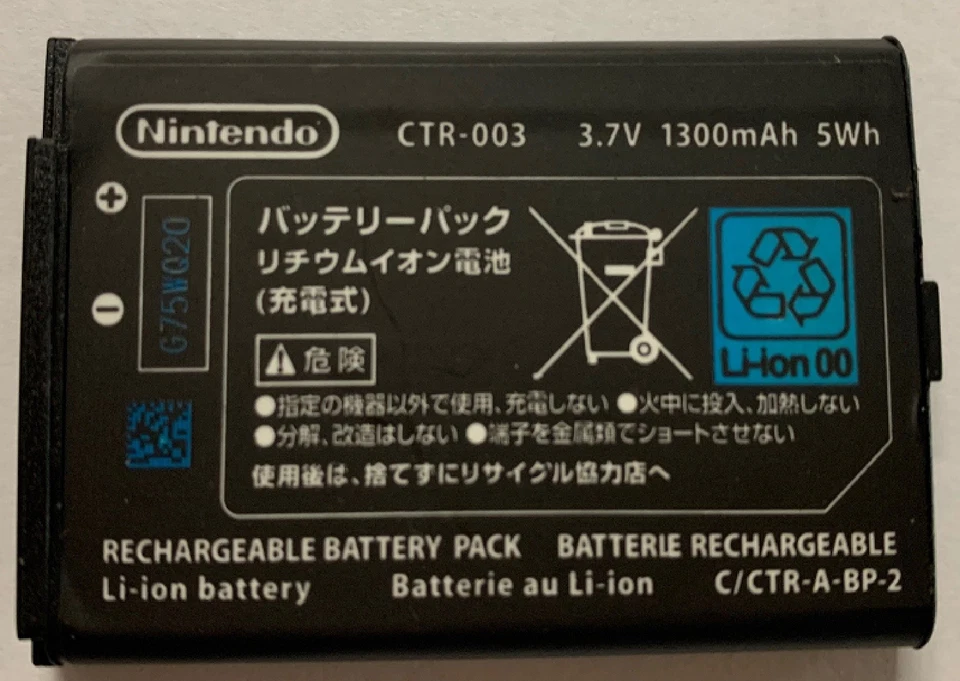 Nintendo CTR-003 3.7V 1300mAh 5Wh
G75WQ20
バッテリーパック
リチウムイオン電池
(充電式)
危険
Li-ion 00
●指定の機器以外で使用、充電しない ●火中に投入、加熱しない
●分解、改造はしない ●端子を金属類でショートさせない
使用後は、捨てずにリサイクル協力店へ
RECHARGEABLE BATTERY PACK BATTERIE RECHARGEABLE
Li-ion battery Batterie au Li-ion C/CTR-A-BP-2